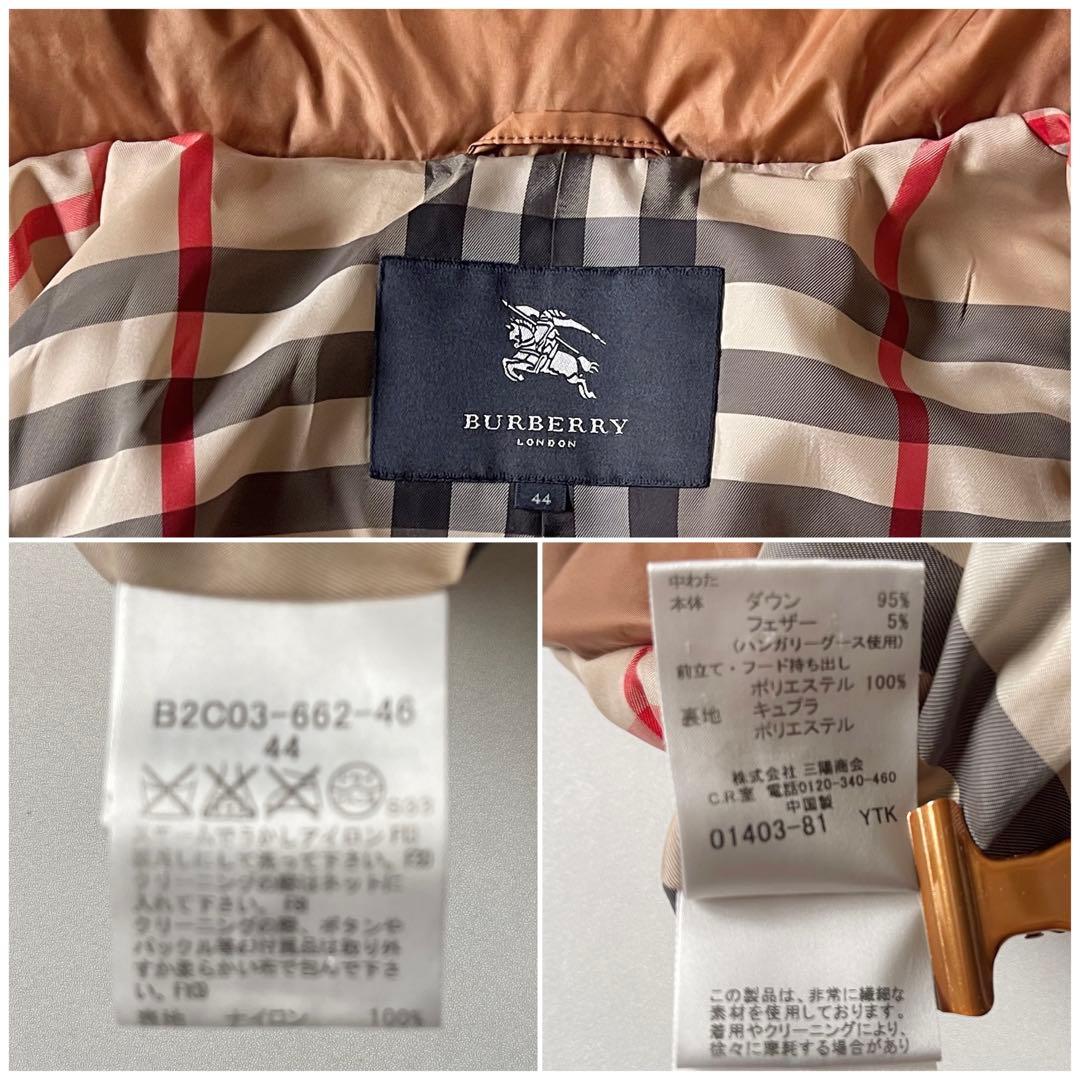 BURBERRY
LONDON
44
B2C03-662-46
44
スチームでうかしアイロン F10
裏返しにして洗って下さい。
クリーニングの際はネットに
入れて下さい。
クリーニングの際、ボタンや
バックル等の付属品は取り外
すか柔らかい布で包んで下さ
い。
表地 ナイロン 100%
中わた
本体 ダウン 95%
フェザー 5%
(ハンガリーグース使用)
前立て・フード持ち出し
ポリエステル 100%
裏地 キュプラ
ポリエステル
株式会社 三陽商会
C.R.室 電話0120-340-460
中国製
01403-81 YTK
この製品は、非常に繊細な
素材を使用しております。
着用やクリーニングにより、
徐々に摩耗する場合があり